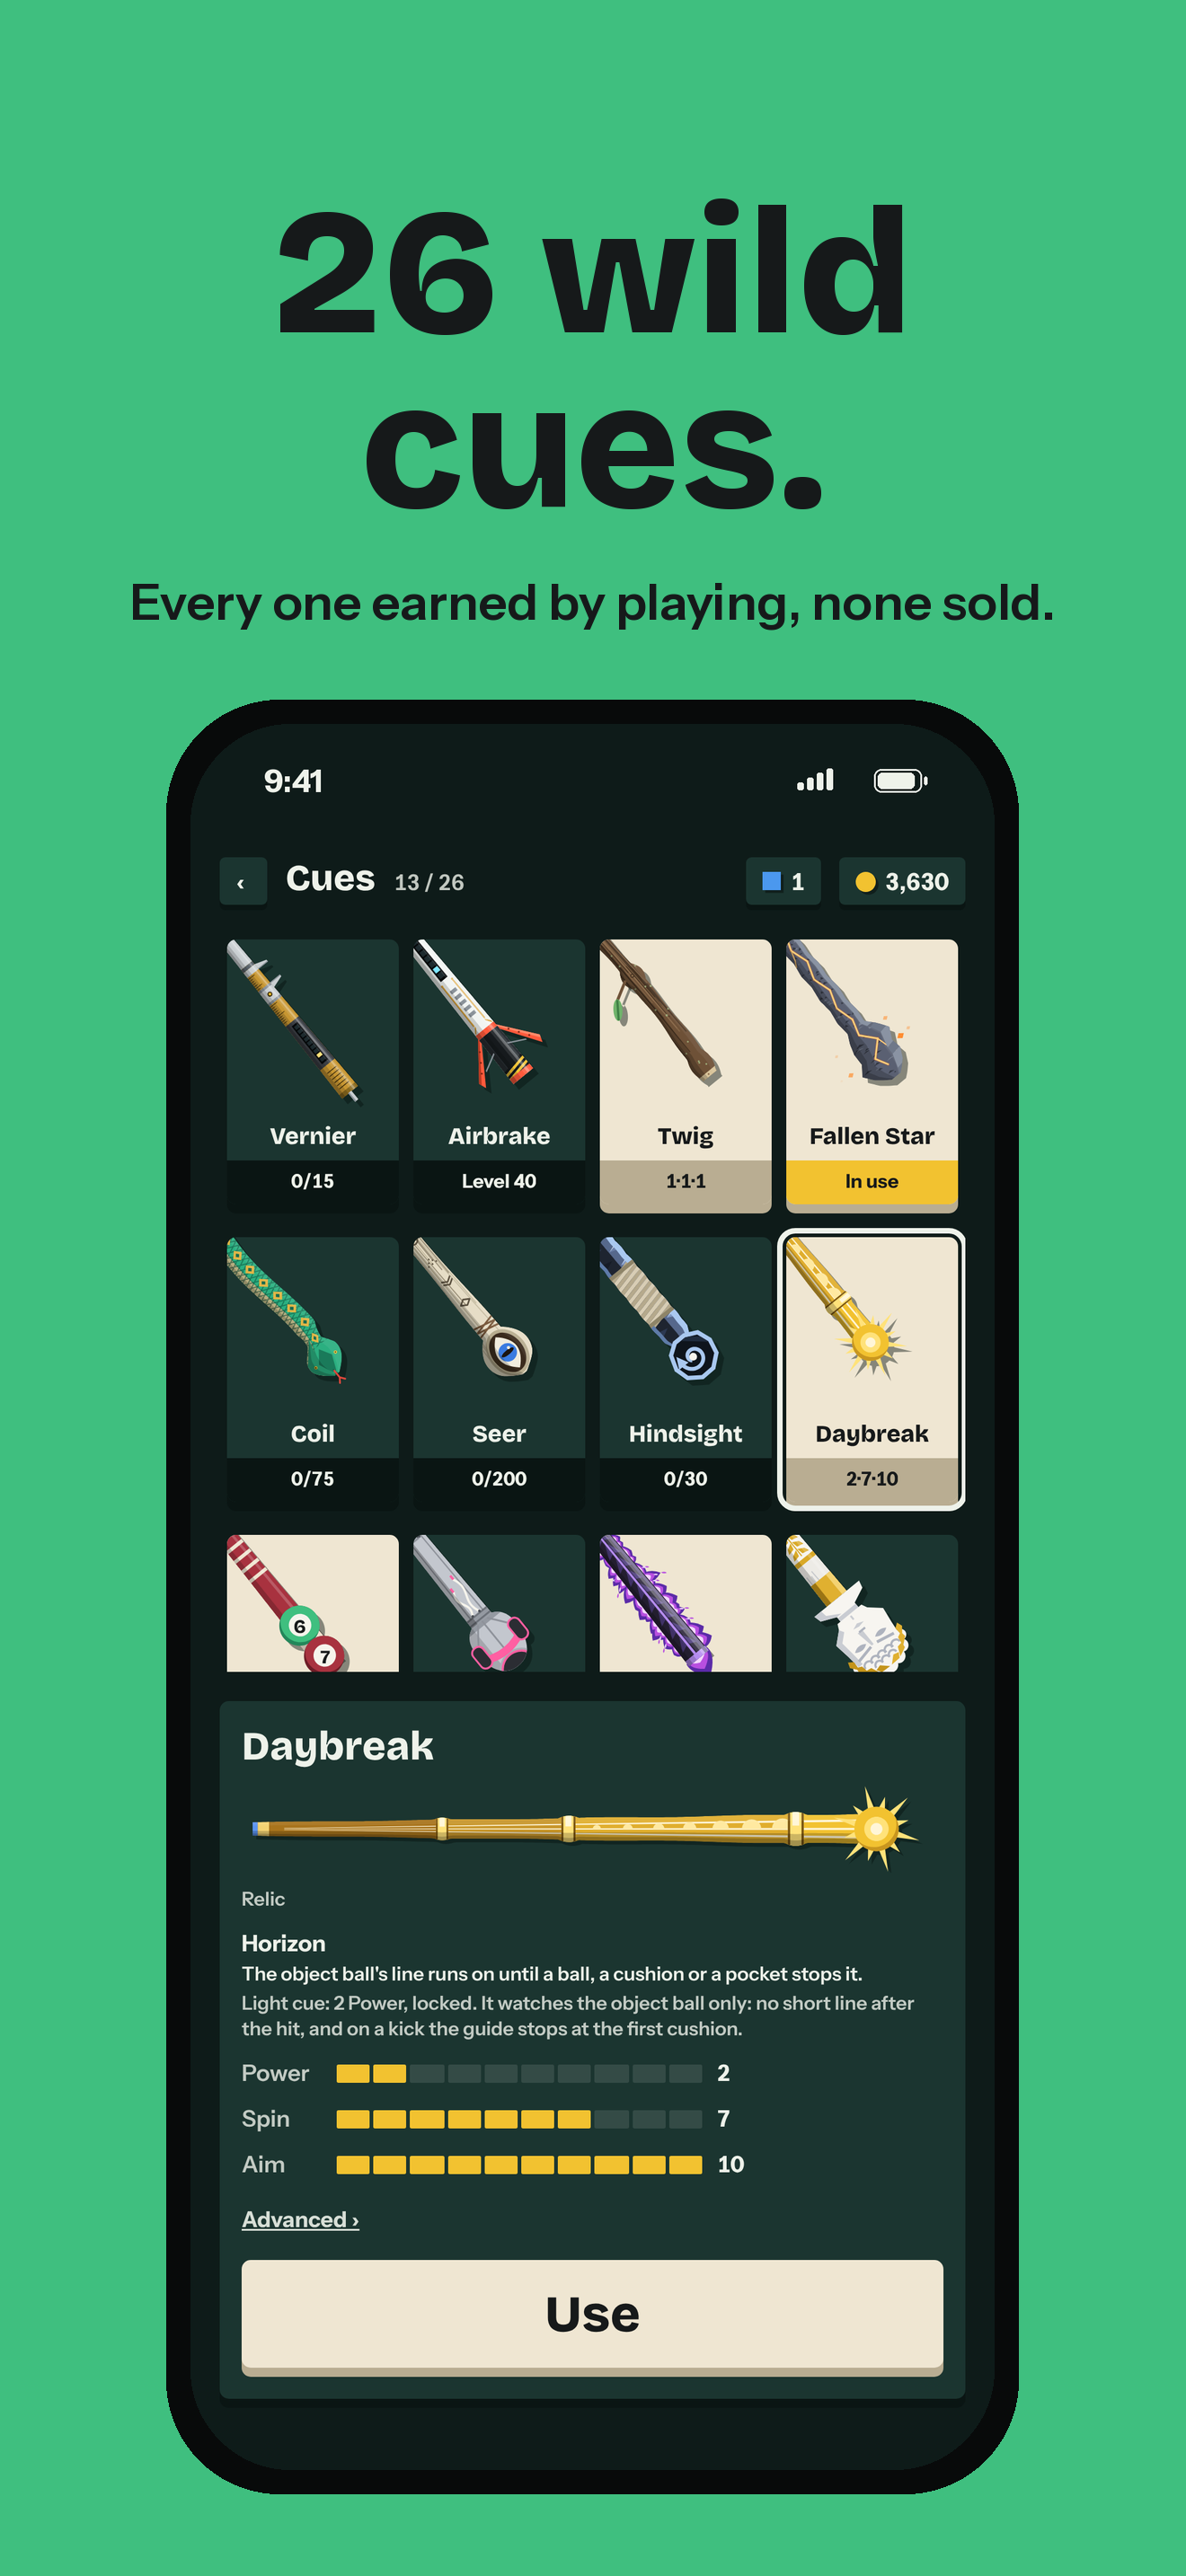 26 wild
cues.
Every one earned by playing, none sold.
9:41
‹ Cues 13 / 26 1 3,630
Vernier Airbrake Twig Fallen Star
0/15 Level 40 1·1·1 In use
Coil Seer Hindsight Daybreak
0/75 0/200 0/30 2·7·10
6
7
Daybreak
Relic
Horizon
The object ball's line runs on until a ball, a cushion or a pocket stops it.
Light cue: 2 Power, locked. It watches the object ball only: no short line after
the hit, and on a kick the guide stops at the first cushion.
Power 2
Spin 7
Aim 10
Advanced ›
Use